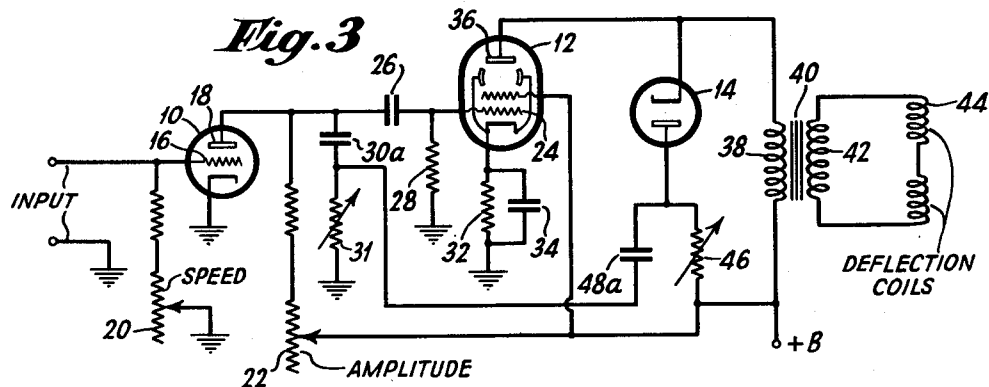 Fig. 3
36
12
10
18
16
26
24
14
40
38
42
44
INPUT
30a
31
28
32
34
48a
46
DEFLECTION
COILS
SPEED
20
22
AMPLITUDE
+B